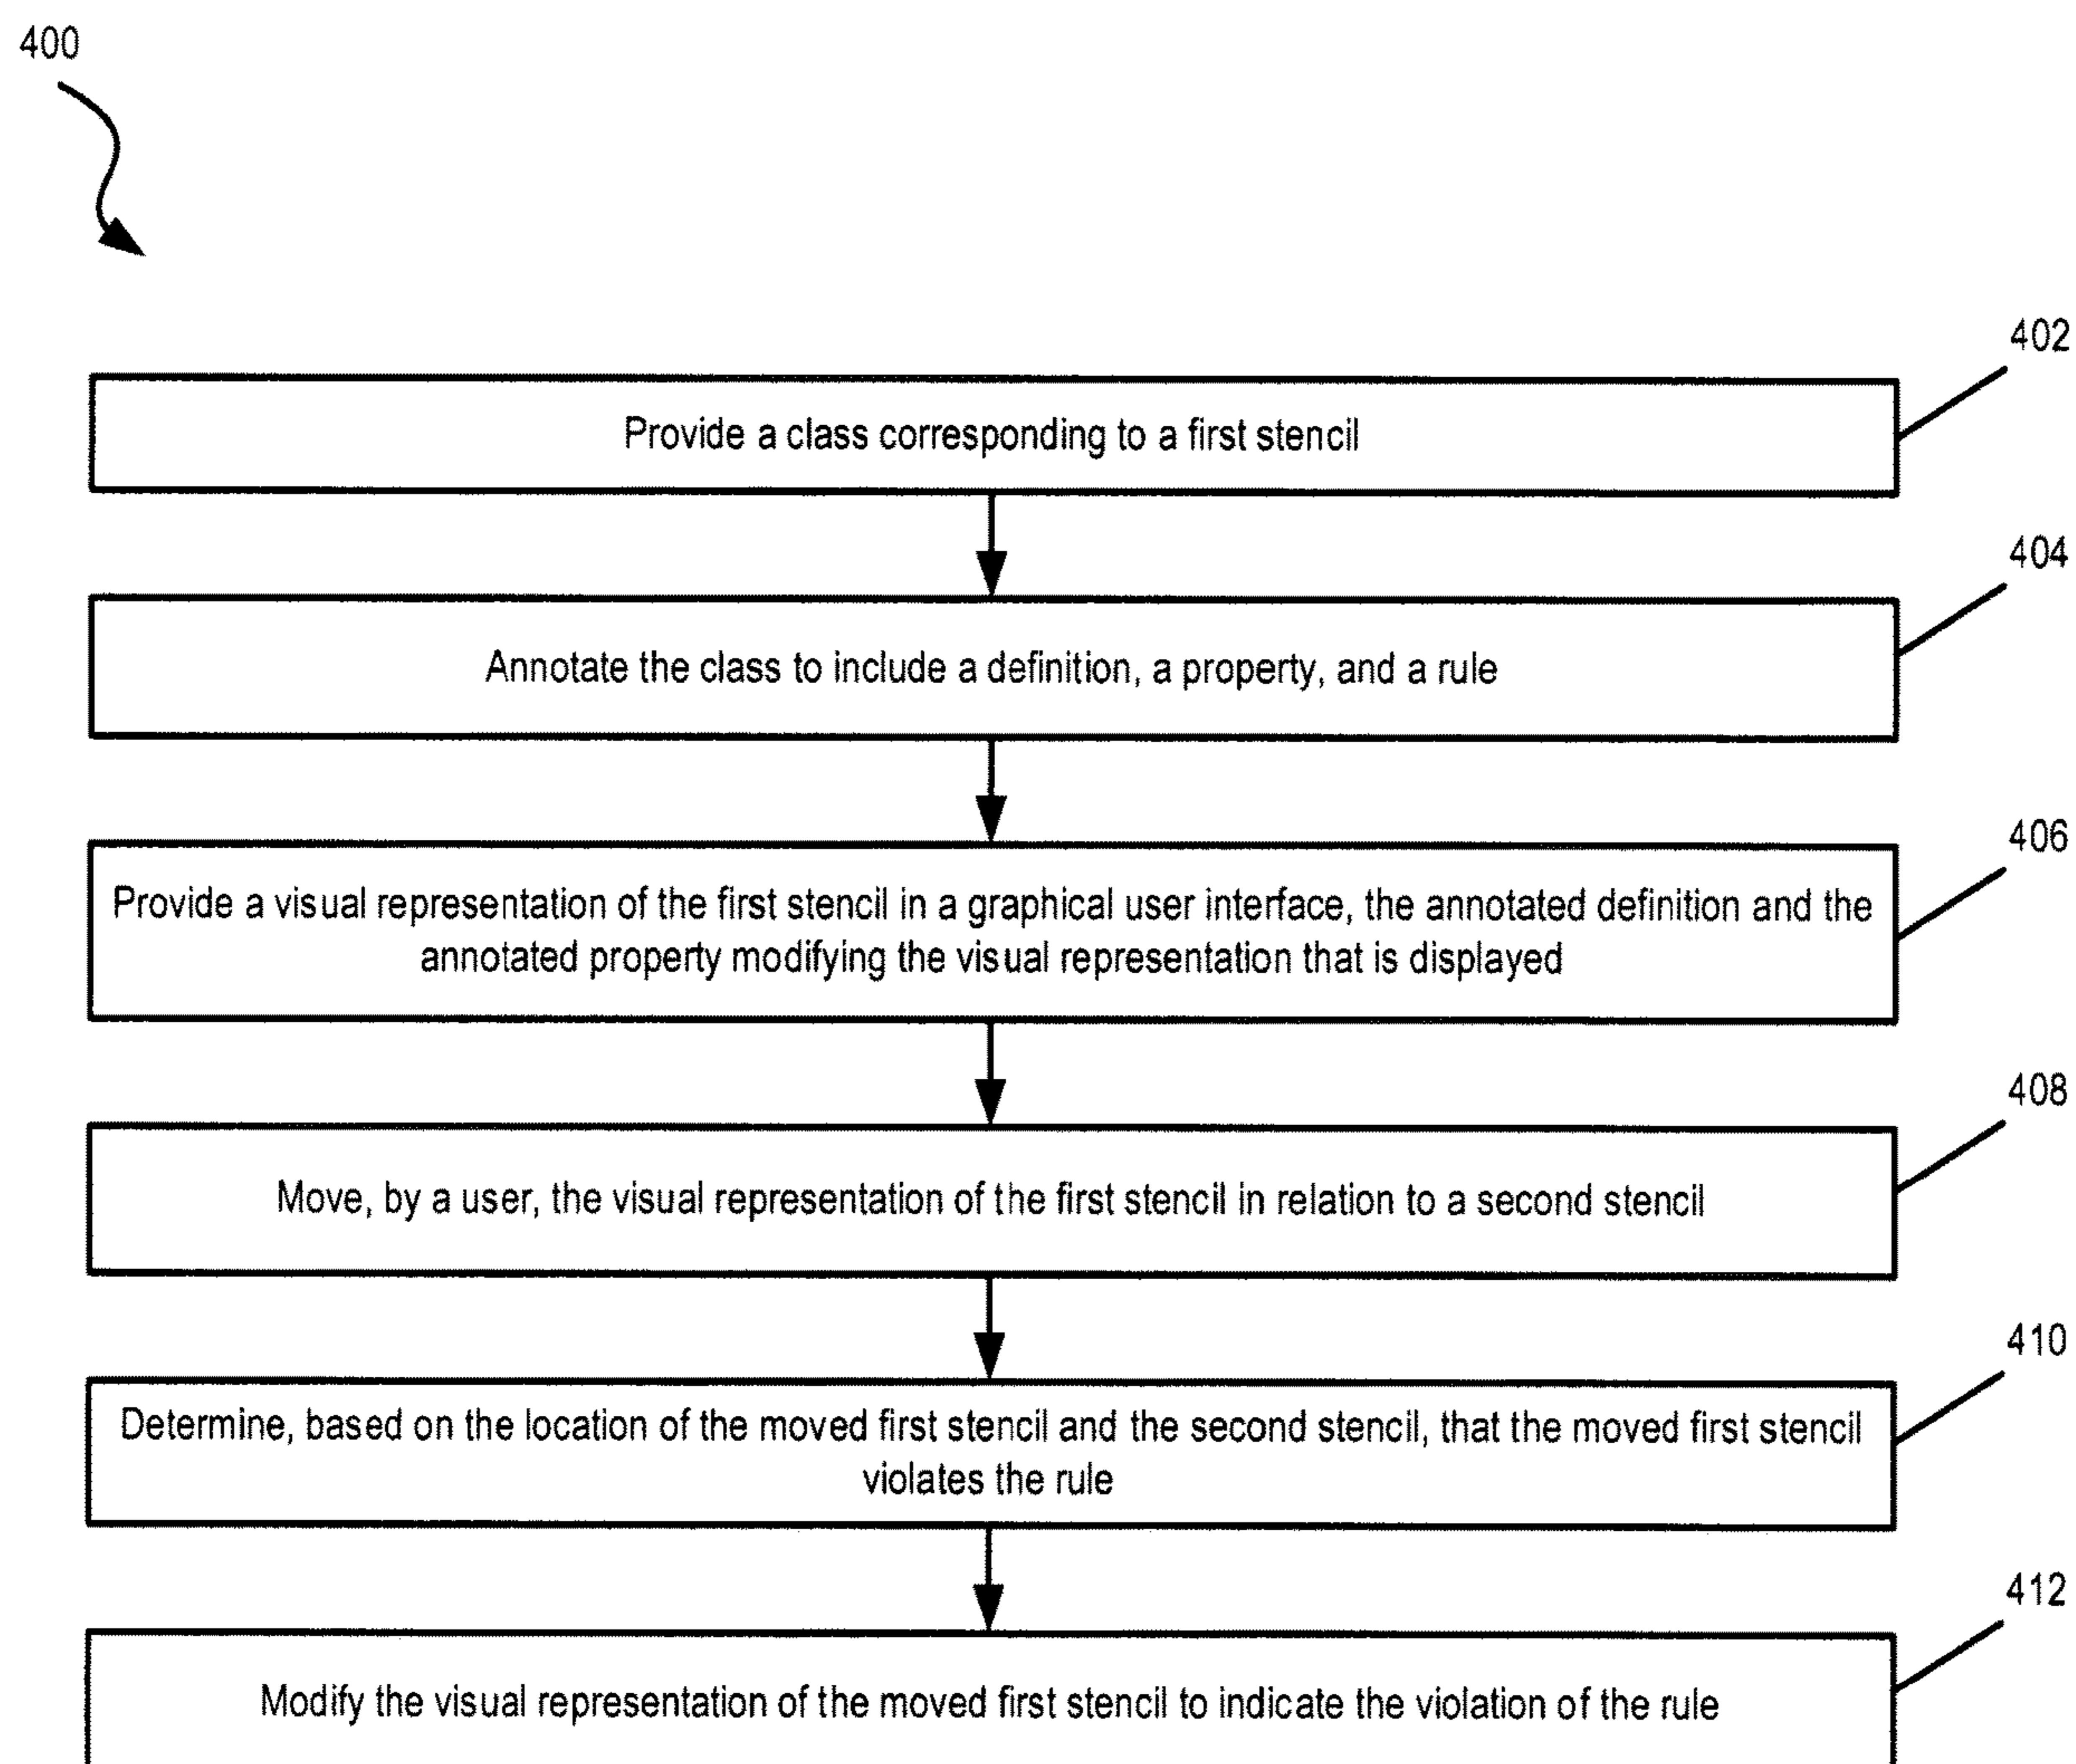 400
402
Provide a class corresponding to a first stencil
404
Annotate the class to include a definition, a property, and a rule
406
Provide a visual representation of the first stencil in a graphical user interface, the annotated definition and the
annotated property modifying the visual representation that is displayed
408
Move, by a user, the visual representation of the first stencil in relation to a second stencil
410
Determine, based on the location of the moved first stencil and the second stencil, that the moved first stencil
violates the rule
412
Modify the visual representation of the moved first stencil to indicate the violation of the rule